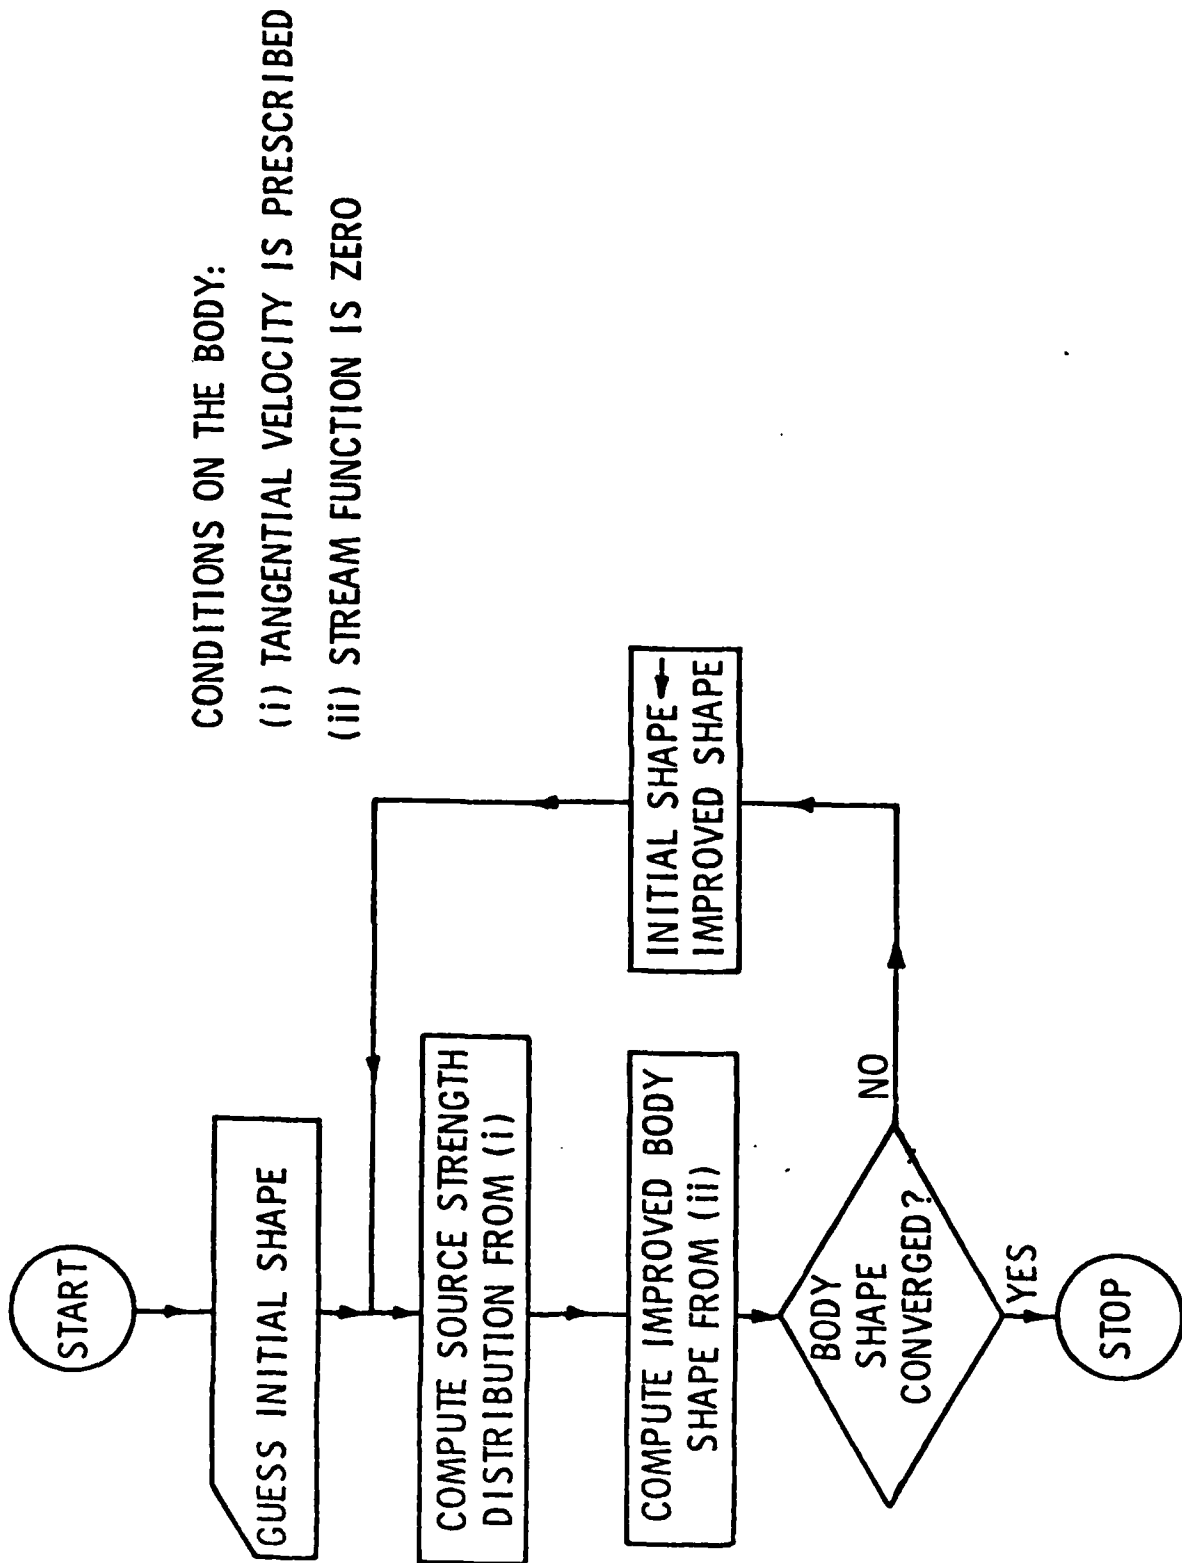 START
GUESS INITIAL SHAPE
COMPUTE SOURCE STRENGTH
DISTRIBUTION FROM (i)
COMPUTE IMPROVED BODY
SHAPE FROM (ii)
BODY
SHAPE
CONVERGED?
YES
STOP
NO
INITIAL SHAPE ←
IMPROVED SHAPE
CONDITIONS ON THE BODY:
(i) TANGENTIAL VELOCITY IS PRESCRIBED
(ii) STREAM FUNCTION IS ZERO